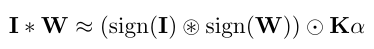 I ∗ W ≈ (sign(I) ⊛ sign(W)) ⊙ Kα